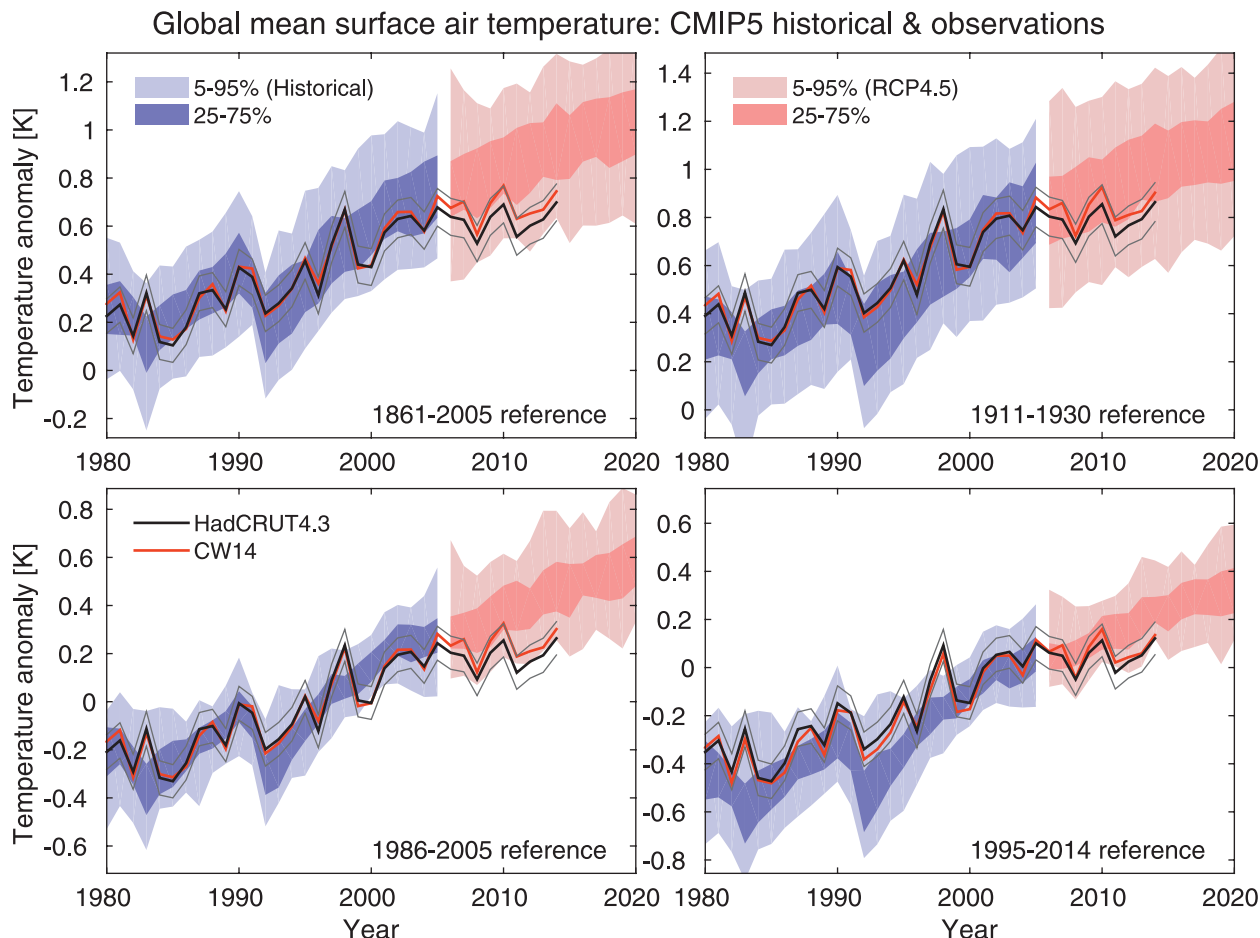 Global mean surface air temperature: CMIP5 historical & observations
Temperature anomaly [K]
1.2
1
0.8
0.6
0.4
0.2
0
-0.2
5-95% (Historical)
25-75%
1861-2005 reference
1980 1990 2000 2010 2020
1.4
1.2
1
0.8
0.6
0.4
0.2
0
5-95% (RCP4.5)
25-75%
1911-1930 reference
1980 1990 2000 2010 2020
Temperature anomaly [K]
0.8
0.6
0.4
0.2
0
-0.2
-0.4
-0.6
HadCRUT4.3
CW14
1986-2005 reference
1980 1990 2000 2010 2020
Year
0.6
0.4
0.2
0
-0.2
-0.4
-0.6
-0.8
1995-2014 reference
1980 1990 2000 2010 2020
Year